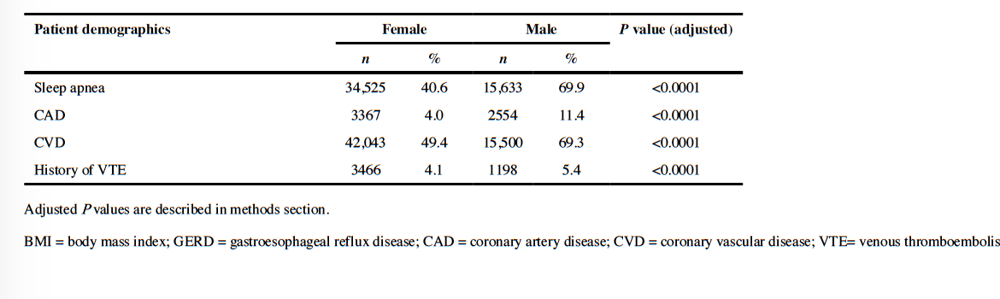 Patient demographics Female Male P value (adjusted)
n % n %
Sleep apnea 34,525 40.6 15,633 69.9 <0.0001
CAD 3367 4.0 2554 11.4 <0.0001
CVD 42,043 49.4 15,500 69.3 <0.0001
History of VTE 3466 4.1 1198 5.4 <0.0001
Adjusted P values are described in methods section.
BMI = body mass index; GERD = gastroesophageal reflux disease; CAD = coronary artery disease; CVD = coronary vascular disease; VTE= venous thromboembolis